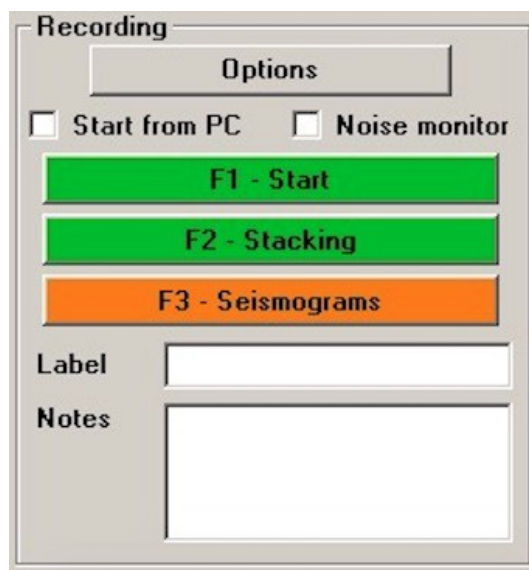 Recording
Options
Start from PC Noise monitor
F1 - Start
F2 - Stacking
F3 - Seismograms
Label
Notes